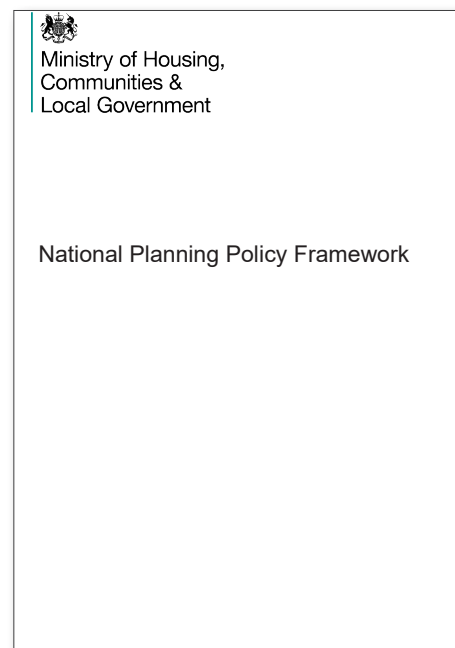 Ministry of Housing,
Communities &
Local Government
National Planning Policy Framework